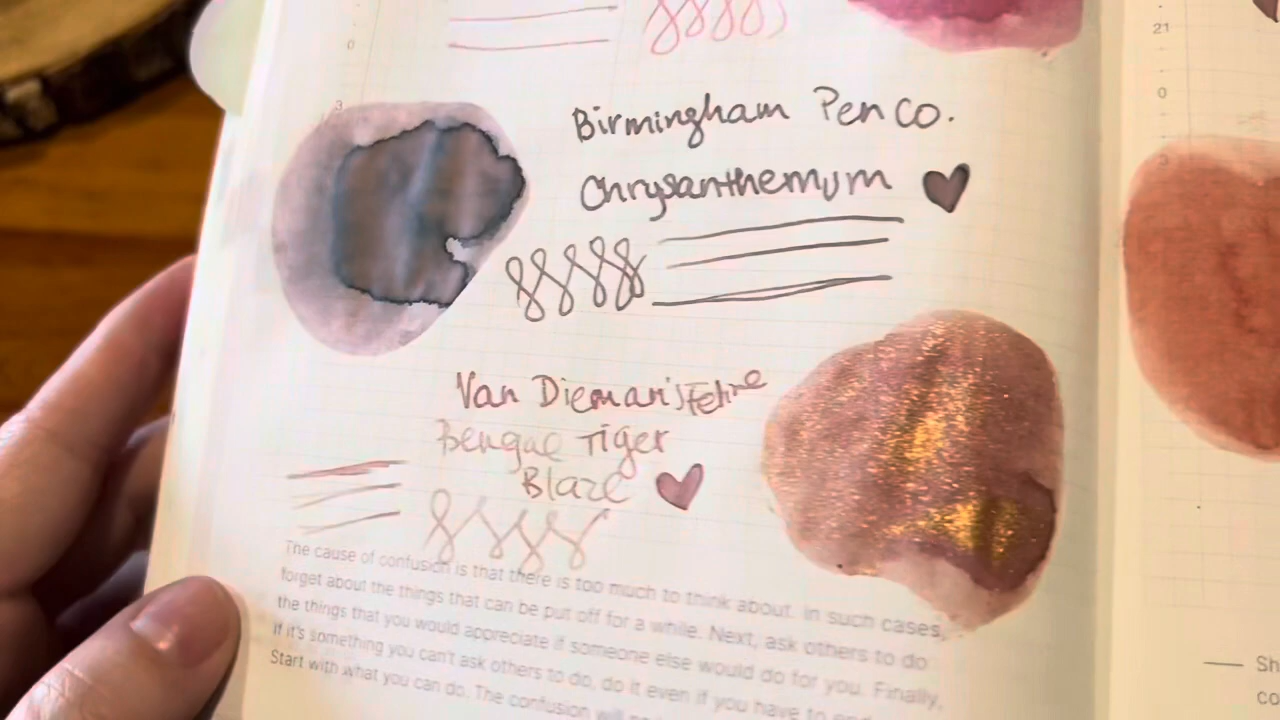 0
3
Birmingham Pen Co.
Chrysanthemum
Van Dieman's Feline
Bengal Tiger
Blaze
The cause of confusion is that there is too much to think about. In such cases,
forget about the things that can be put off for a while. Next, ask others to do
the things that you would appreciate if someone else would do for you. Finally,
if it's something you can't ask others to do, do it even if you have to
Start with what you can do. The confusion will
21
0
3
Sh
co